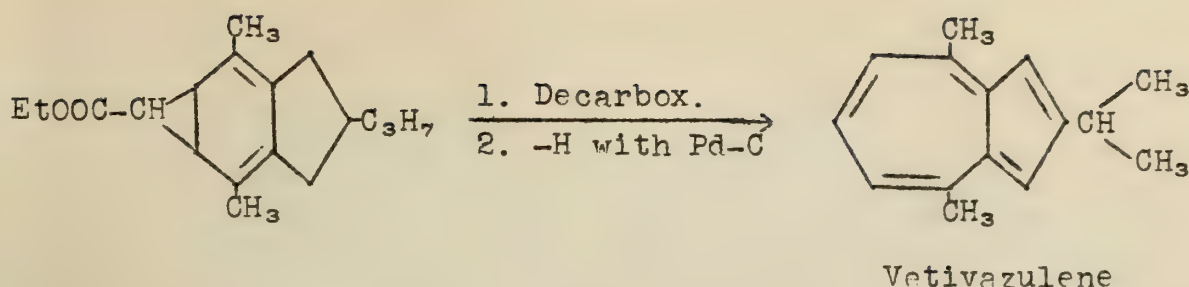 CH₃
EtOOC-CH
C₃H₇
CH₃
1. Decarbox.
2. -H with Pd-C
CH₃
CH₃
CH
CH₃
CH₃
Vetivazulene